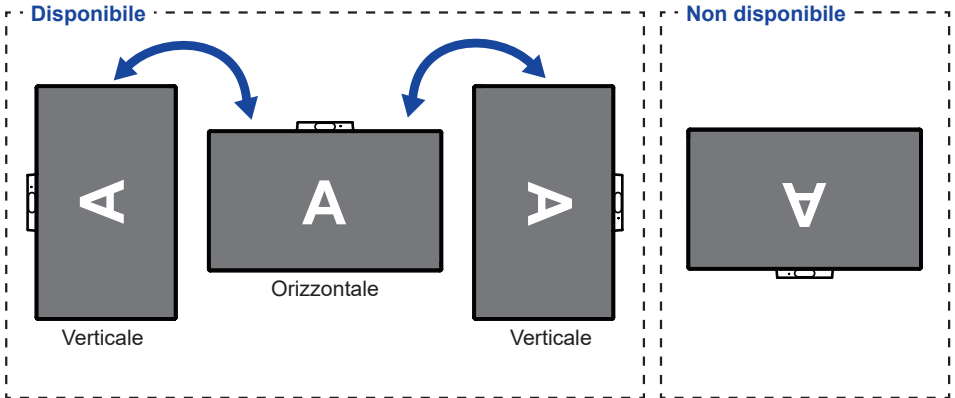 Disponibile
Non disponibile
A
A
A
A
Orizzontale
Verticale
Verticale